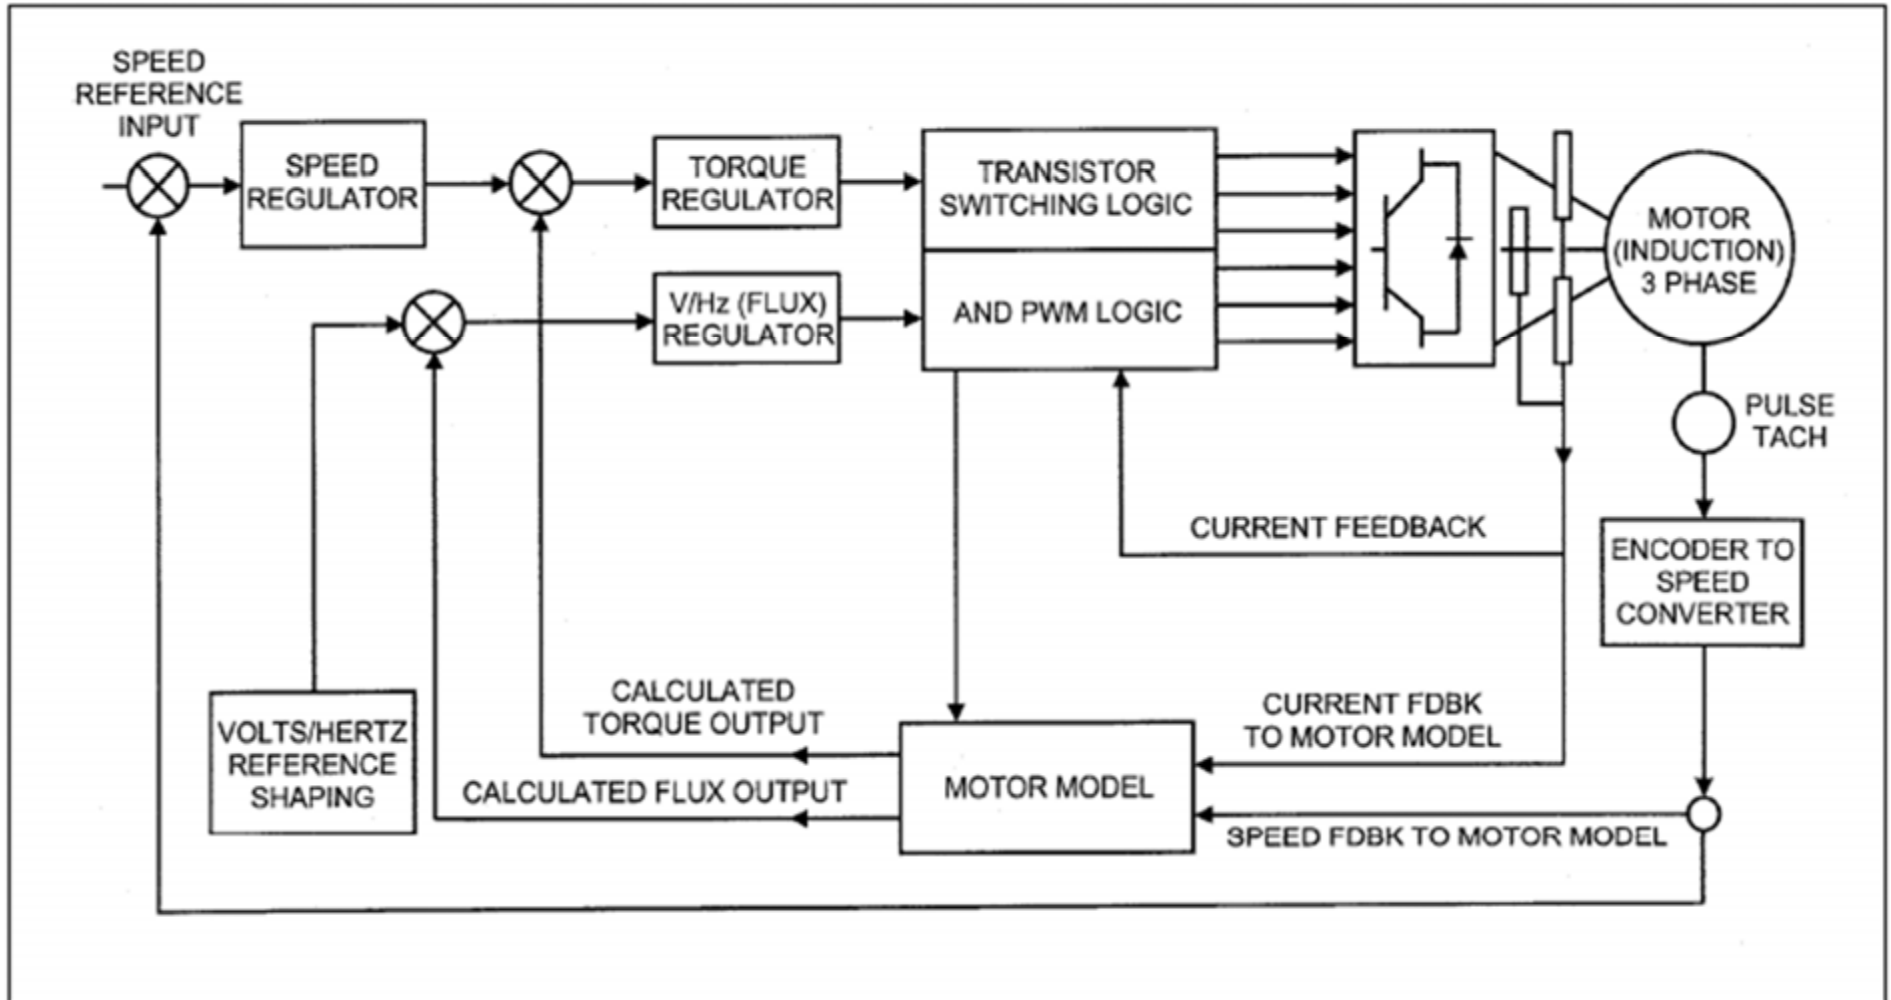 SPEED
REFERENCE
INPUT
SPEED
REGULATOR
TORQUE
REGULATOR
TRANSISTOR
SWITCHING LOGIC
AND PWM LOGIC
V/Hz (FLUX)
REGULATOR
MOTOR
(INDUCTION)
3 PHASE
PULSE
TACH
CURRENT FEEDBACK
ENCODER TO
SPEED
CONVERTER
VOLTS/HERTZ
REFERENCE
SHAPING
CALCULATED
TORQUE OUTPUT
CALCULATED FLUX OUTPUT
MOTOR MODEL
CURRENT FDBK
TO MOTOR MODEL
SPEED FDBK TO MOTOR MODEL